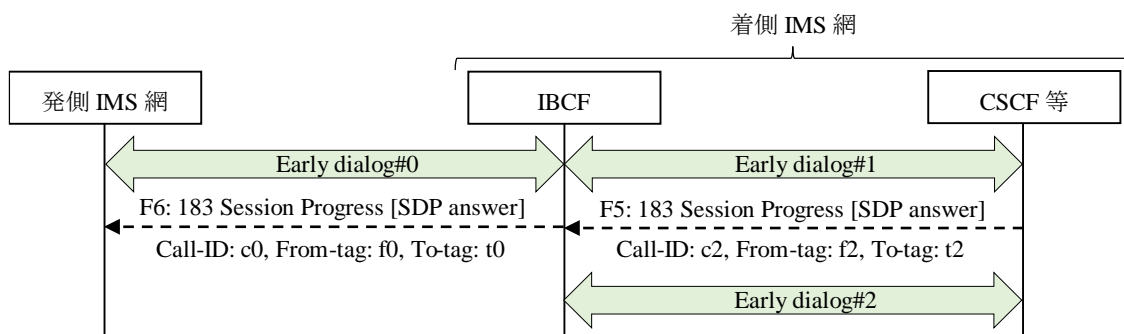 着側 IMS 網
発側 IMS 網
IBCF
CSCF 等
Early dialog#0
Early dialog#1
F6: 183 Session Progress [SDP answer]
F5: 183 Session Progress [SDP answer]
Call-ID: c0, From-tag: f0, To-tag: t0
Call-ID: c2, From-tag: f2, To-tag: t2
Early dialog#2